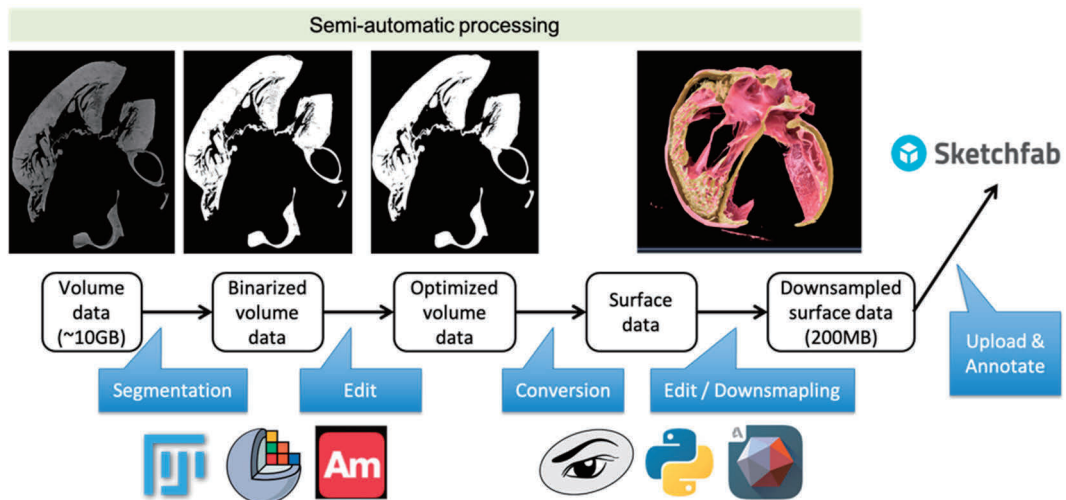 Semi-automatic processing
Sketchfab
Volume
data
(~10GB)
Binarized
volume
data
Optimized
volume
data
Surface
data
Downsampled
surface data
(200MB)
Segmentation
Edit
Conversion
Edit / Downsmapling
Upload &
Annotate
Am
A